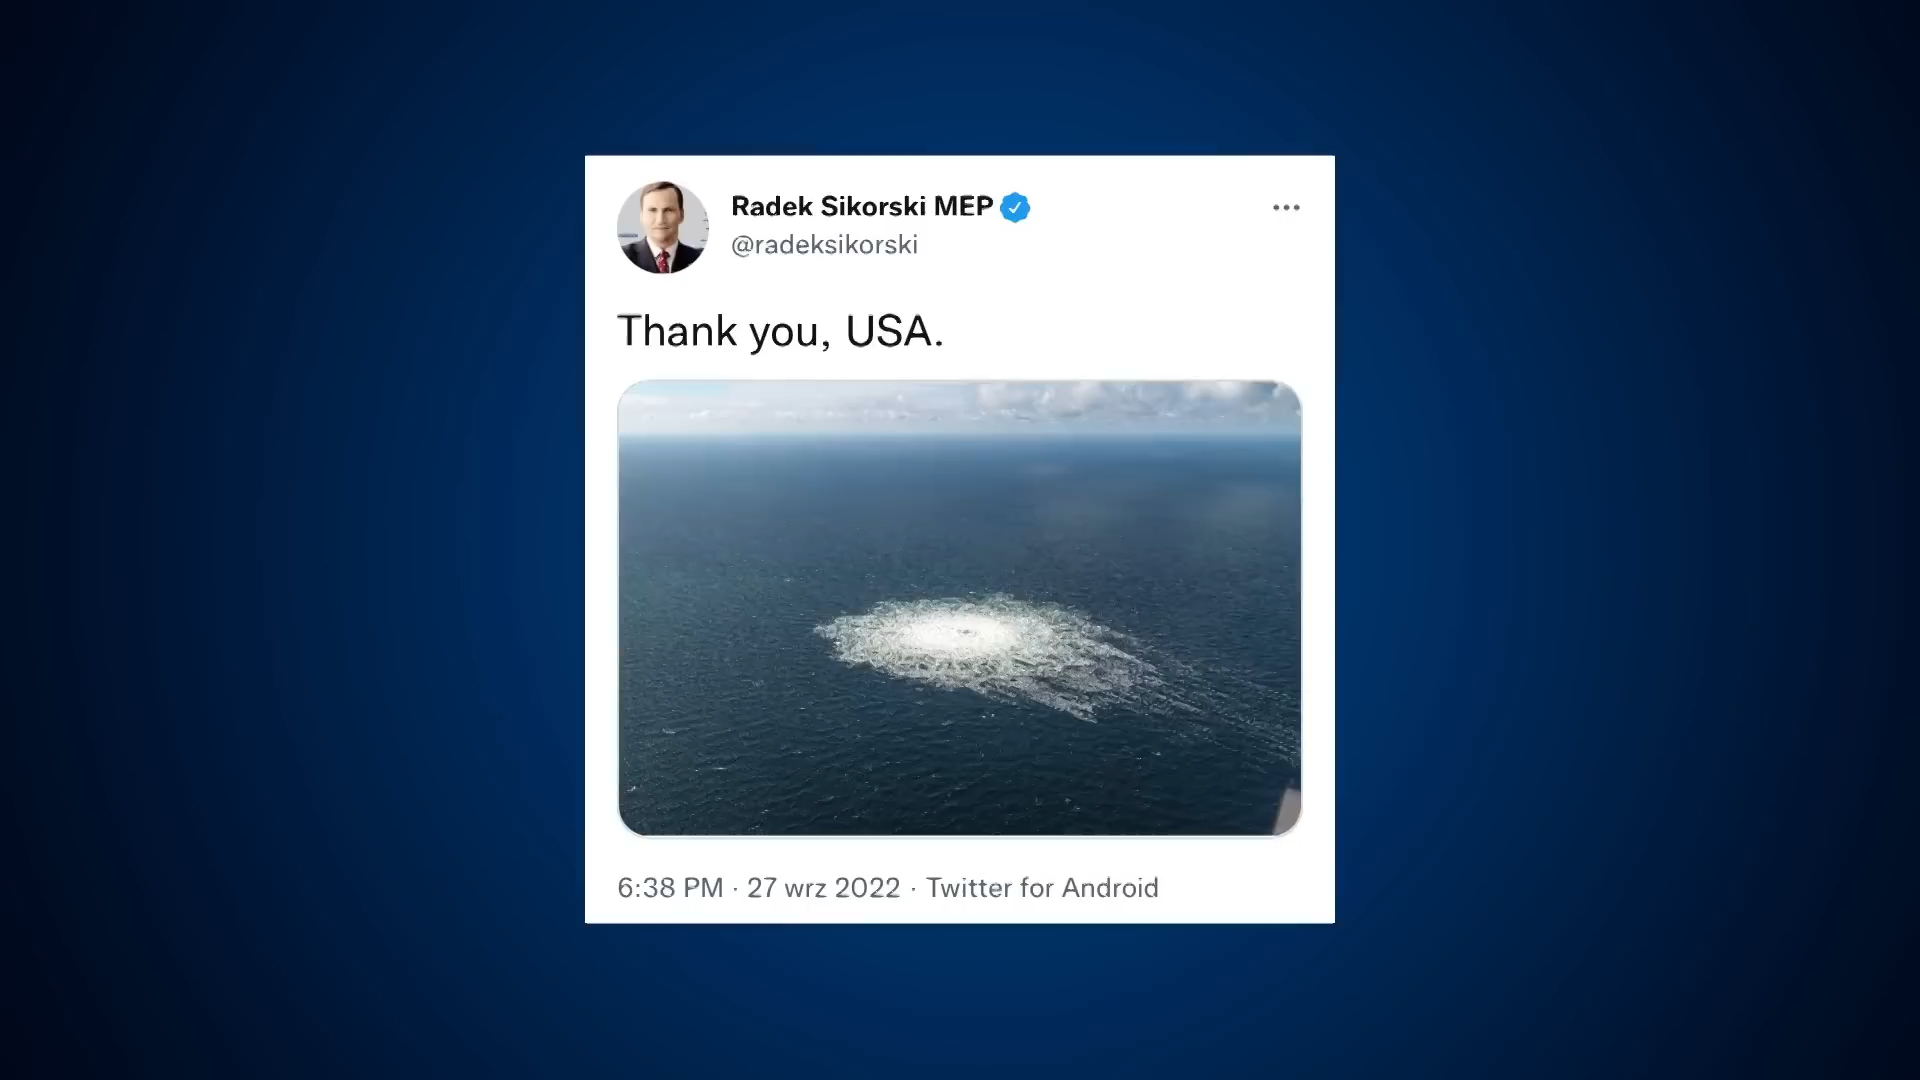 Radek Sikorski MEP
@radeksikorski
Thank you, USA.
6:38 PM · 27 wrz 2022 · Twitter for Android